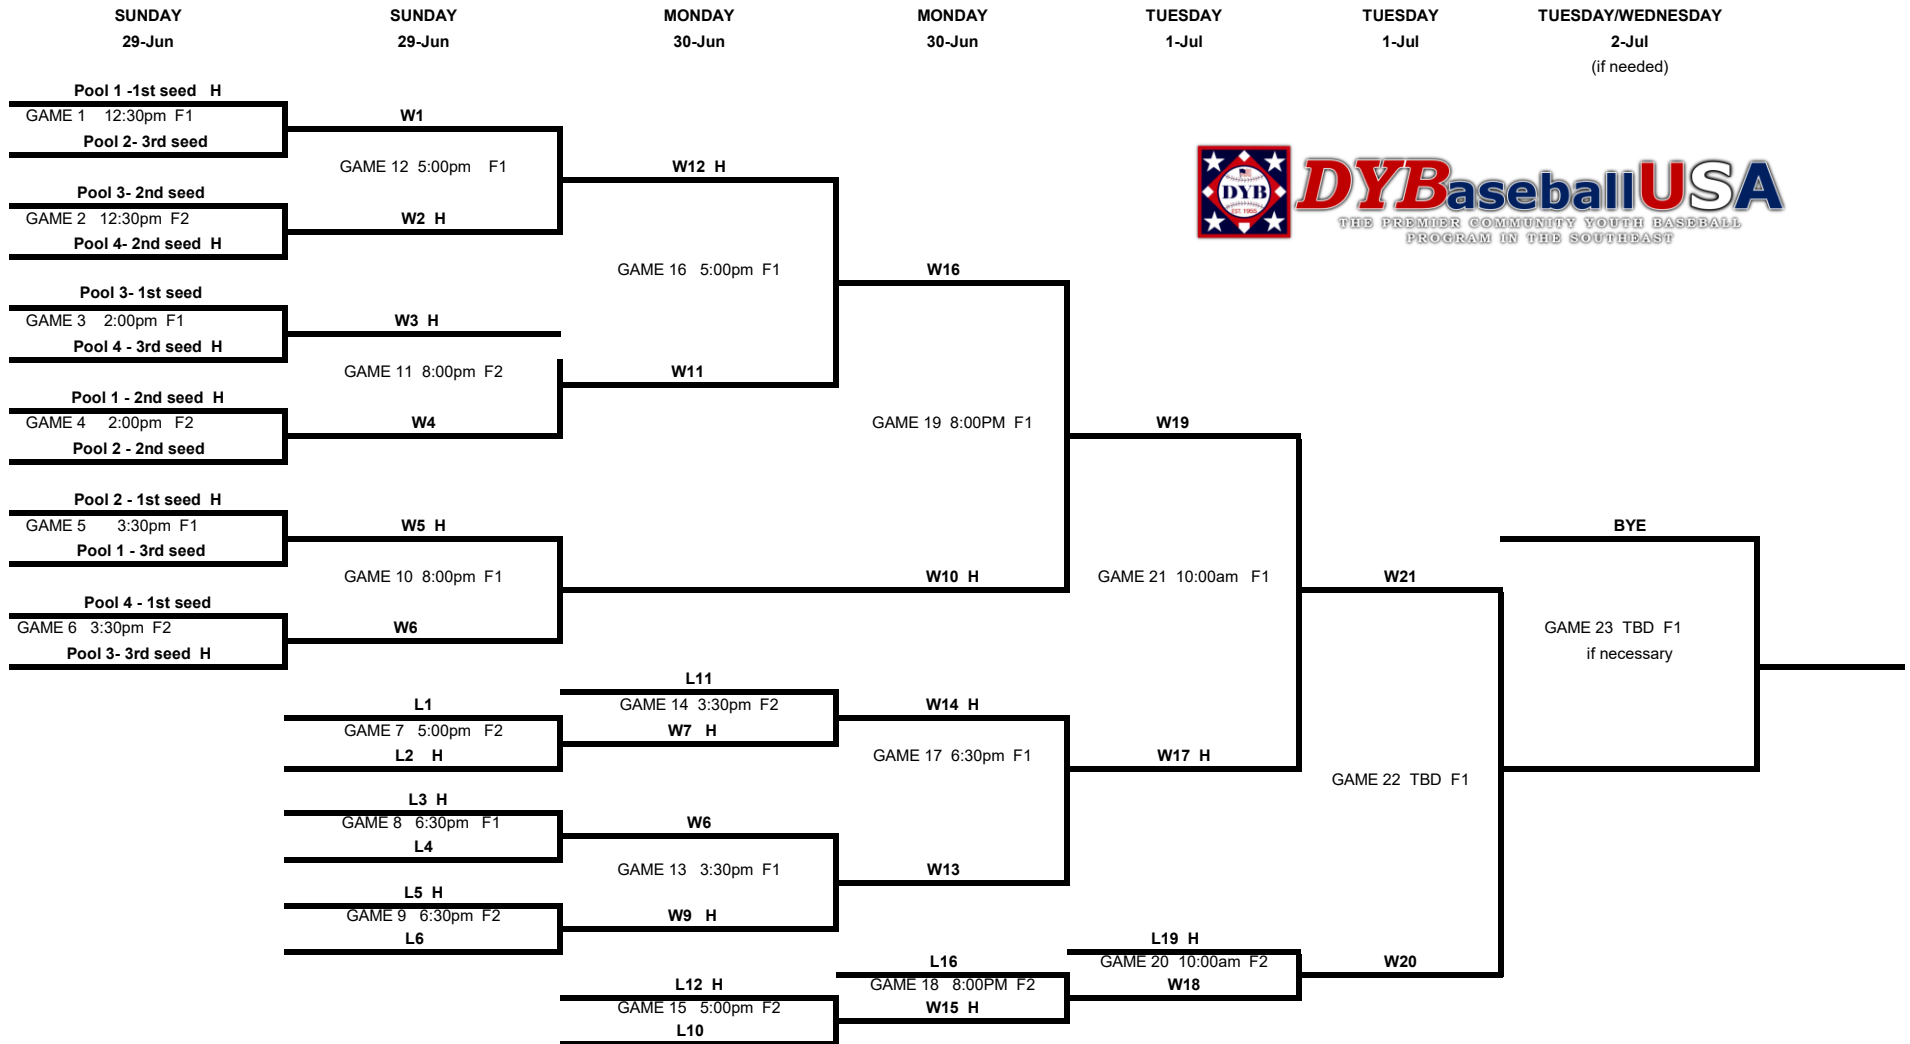 SUNDAY SUNDAY MONDAY MONDAY TUESDAY TUESDAY TUESDAY/WEDNESDAY
29-Jun 29-Jun 30-Jun 30-Jun 1-Jul 1-Jul 2-Jul
(if needed)
Pool 1 -1st seed H
GAME 1 12:30pm F1
Pool 2- 3rd seed
Pool 3- 2nd seed
GAME 2 12:30pm F2
Pool 4- 2nd seed H
Pool 3- 1st seed
GAME 3 2:00pm F1
Pool 4 - 3rd seed H
Pool 1 - 2nd seed H
GAME 4 2:00pm F2
Pool 2 - 2nd seed
Pool 2 - 1st seed H
GAME 5 3:30pm F1
Pool 1 - 3rd seed
Pool 4 - 1st seed
GAME 6 3:30pm F2
Pool 3- 3rd seed H
W1
GAME 12 5:00pm F1
W2 H
W3 H
GAME 11 8:00pm F2
W4
W5 H
GAME 10 8:00pm F1
W6
L1
GAME 7 5:00pm F2
L2 H
L3 H
GAME 8 6:30pm F1
L4
L5 H
GAME 9 6:30pm F2
L6
W12 H
GAME 16 5:00pm F1
W11
L11
GAME 14 3:30pm F2
W7 H
W6
GAME 13 3:30pm F1
W9 H
L12 H
GAME 15 5:00pm F2
L10
W16
GAME 19 8:00PM F1
W10 H
W14 H
GAME 17 6:30pm F1
W13
L16
GAME 18 8:00PM F2
W15 H
W19
GAME 21 10:00am F1
W17 H
L19 H
GAME 20 10:00am F2
W18
W21
GAME 22 TBD F1
W20
DYB
EST. 1955
DYBaseballUSA
THE PREMIER COMMUNITY YOUTH BASEBALL
PROGRAM IN THE SOUTHEAST
BYE
GAME 23 TBD F1
if necessary